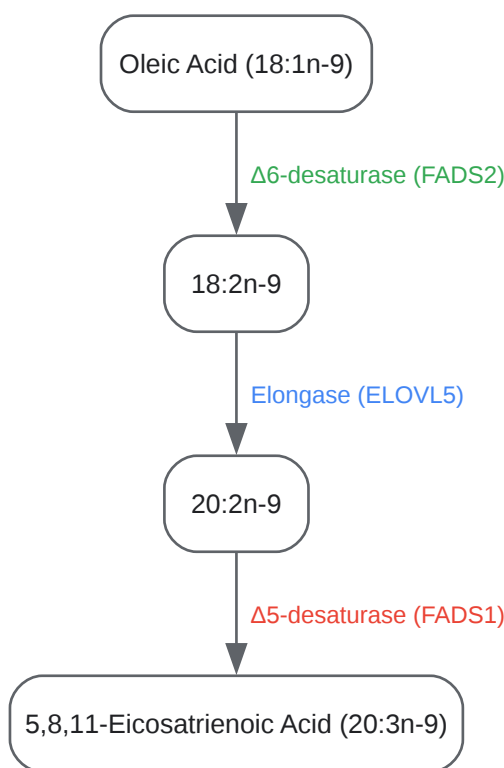 Oleic Acid (18:1n-9)
Δ6-desaturase (FADS2)
18:2n-9
Elongase (ELOVL5)
20:2n-9
Δ5-desaturase (FADS1)
5,8,11-Eicosatrienoic Acid (20:3n-9)